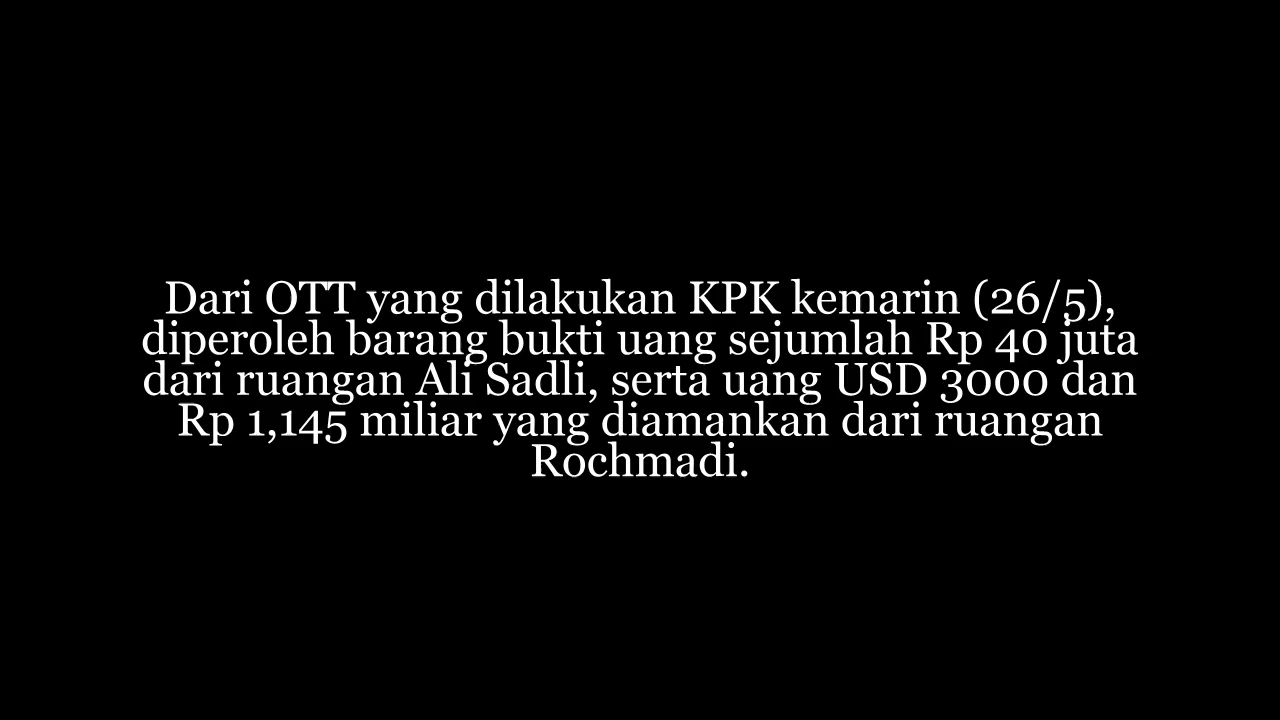 Dari OTT yang dilakukan KPK kemarin (26/5),
diperoleh barang bukti uang sejumlah Rp 40 juta
dari ruangan Ali Sadli, serta uang USD 3000 dan
Rp 1,145 miliar yang diamankan dari ruangan
Rochmadi.